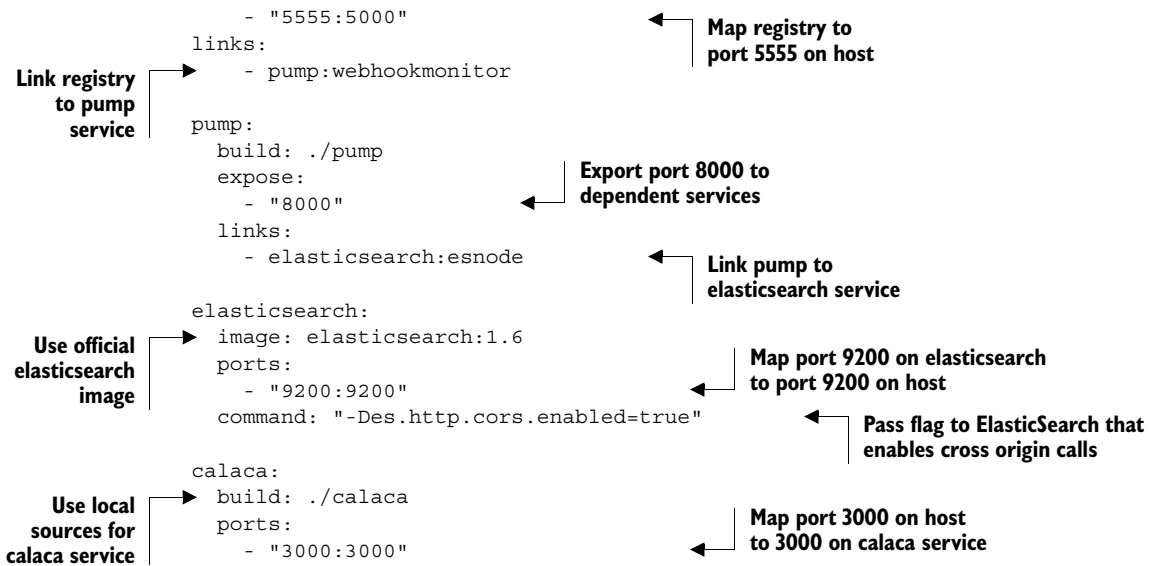 - "5555:5000"
Map registry to
port 5555 on host
links:
- pump:webhookmonitor
Link registry
to pump
service
pump:
build: ./pump
expose:
- "8000"
Export port 8000 to
dependent services
links:
- elasticsearch:esnode
Link pump to
elasticsearch service
elasticsearch:
image: elasticsearch:1.6
Use official
elasticsearch
image
ports:
- "9200:9200"
Map port 9200 on elasticsearch
to port 9200 on host
command: "-Des.http.cors.enabled=true"
Pass flag to ElasticSearch that
enables cross origin calls
calaca:
build: ./calaca
Use local
sources for
calaca service
ports:
- "3000:3000"
Map port 3000 on host
to 3000 on calaca service